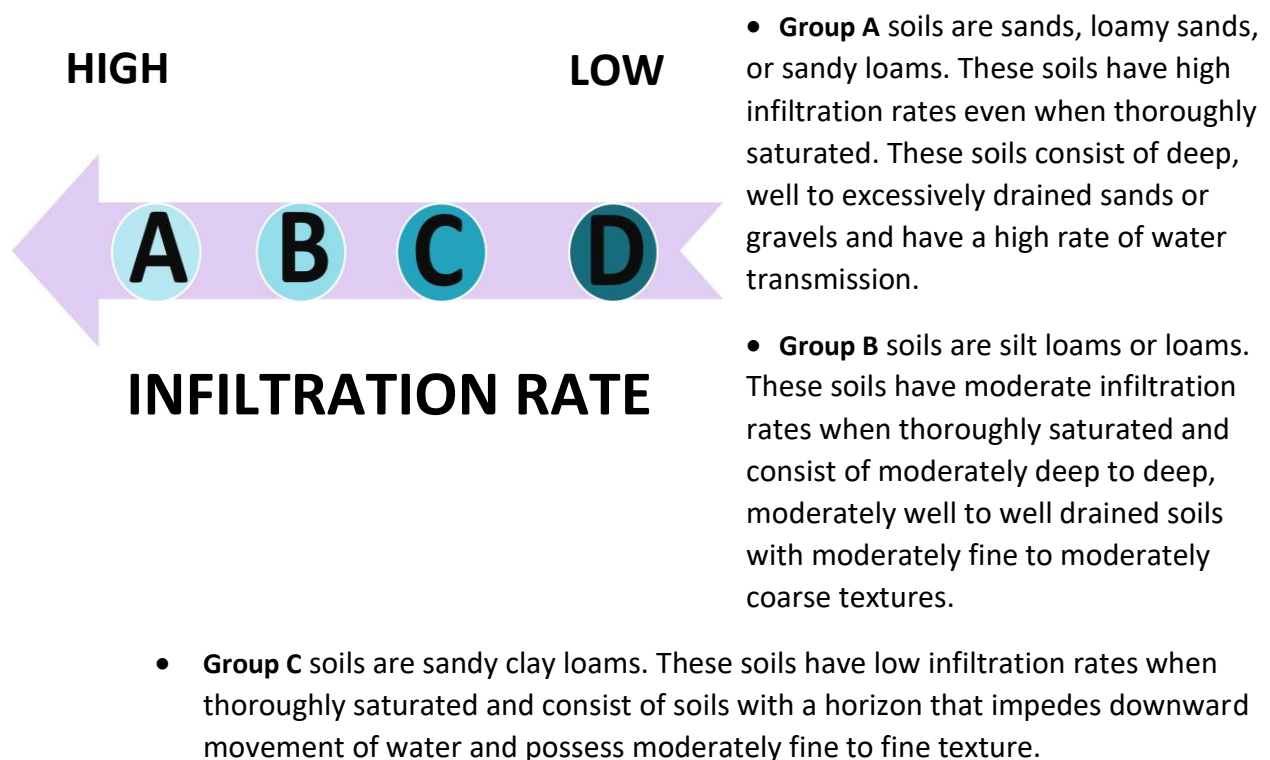 HIGH
LOW
A B C D
INFILTRATION RATE
• Group A soils are sands, loamy sands,
or sandy loams. These soils have high
infiltration rates even when thoroughly
saturated. These soils consist of deep,
well to excessively drained sands or
gravels and have a high rate of water
transmission.
• Group B soils are silt loams or loams.
These soils have moderate infiltration
rates when thoroughly saturated and
consist of moderately deep to deep,
moderately well to well drained soils
with moderately fine to moderately
coarse textures.
• Group C soils are sandy clay loams. These soils have low infiltration rates when
thoroughly saturated and consist of soils with a horizon that impedes downward
movement of water and possess moderately fine to fine texture.